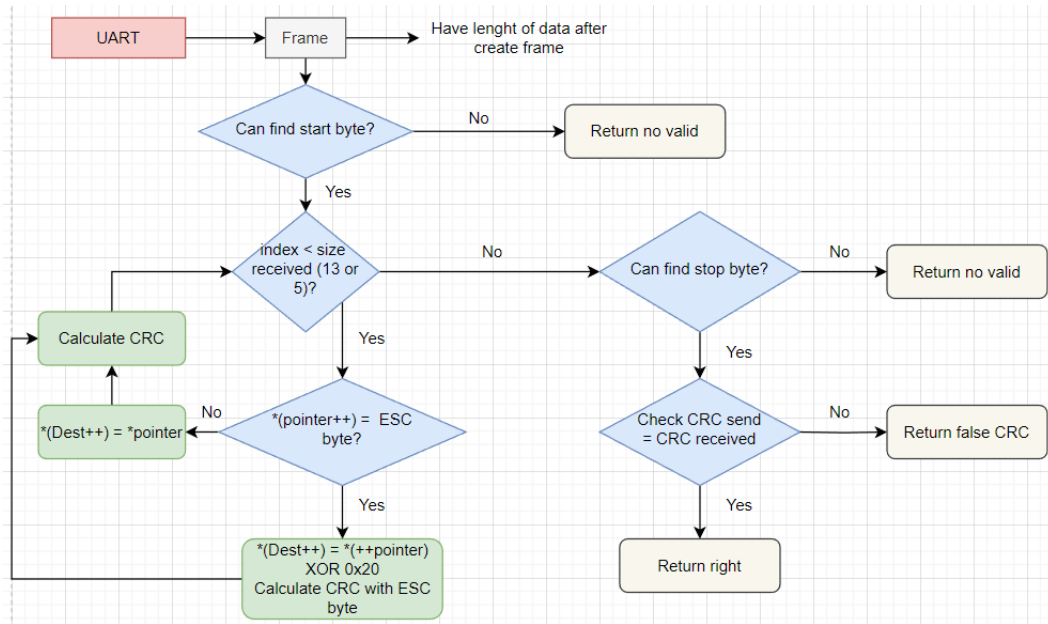 UART
Frame
Have lenght of data after
create frame
Can find start byte?
No
Return no valid
Yes
index < size
received (13 or
5)?
No
Can find stop byte?
No
Return no valid
Calculate CRC
Yes
Yes
*(Dest++) = *pointer
No
*(pointer++) = ESC
byte?
Check CRC send
= CRC received
No
Return false CRC
Yes
Yes
*(Dest++) = *(++pointer)
XOR 0x20
Calculate CRC with ESC
byte
Return right